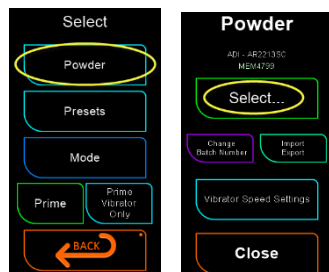 Select
Powder
Presets
Mode
Prime
Prime
Vibrator
Only
BACK
Powder
ADI - AR2213SC
MEM4799
Select...
Change
Batch Number
Import
Export
Vibrator Speed Settings
Close